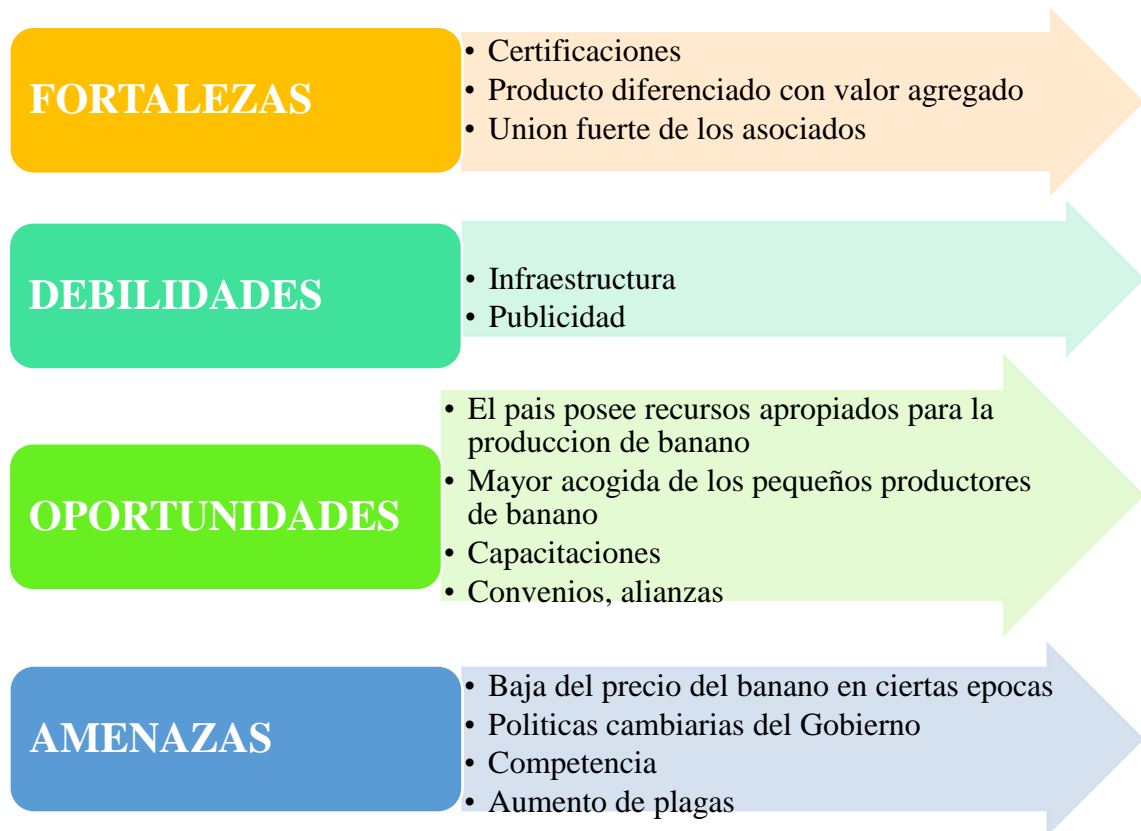 FORTALEZAS
• Certificaciones
• Producto diferenciado con valor agregado
• Union fuerte de los asociados
DEBILIDADES
• Infraestructura
• Publicidad
OPORTUNIDADES
• El pais posee recursos apropiados para la
produccion de banano
• Mayor acogida de los pequeños productores
de banano
• Capacitaciones
• Convenios, alianzas
AMENAZAS
• Baja del precio del banano en ciertas epocas
• Politicas cambiarias del Gobierno
• Competencia
• Aumento de plagas